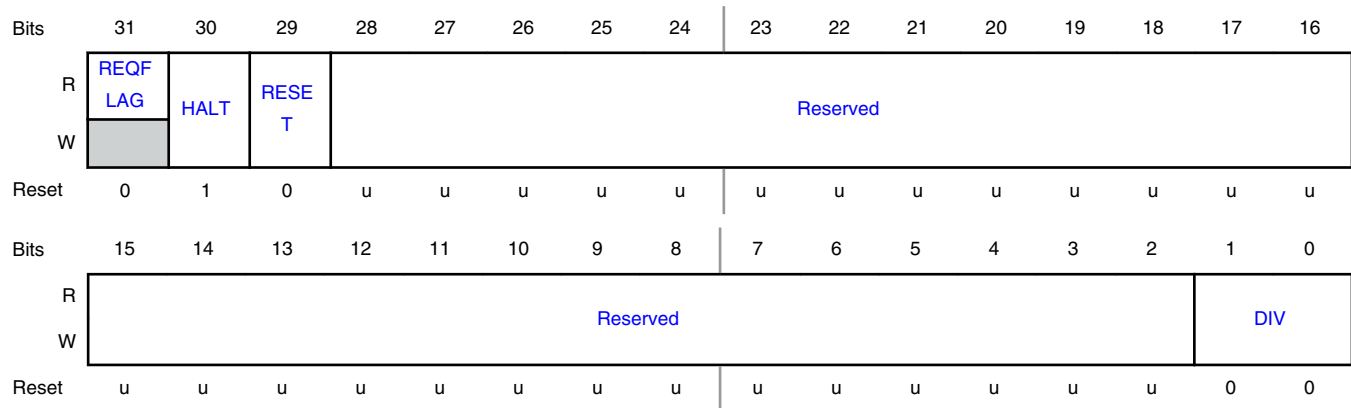 Bits 31 30 29 28 27 26 25 24 23 22 21 20 19 18 17 16
R REQF
LAG HALT RESE
T Reserved
W
Reset 0 1 0 u u u u u u u u u u u u u
Bits 15 14 13 12 11 10 9 8 7 6 5 4 3 2 1 0
R
Reserved DIV
W
Reset u u u u u u u u u u u u u u 0 0